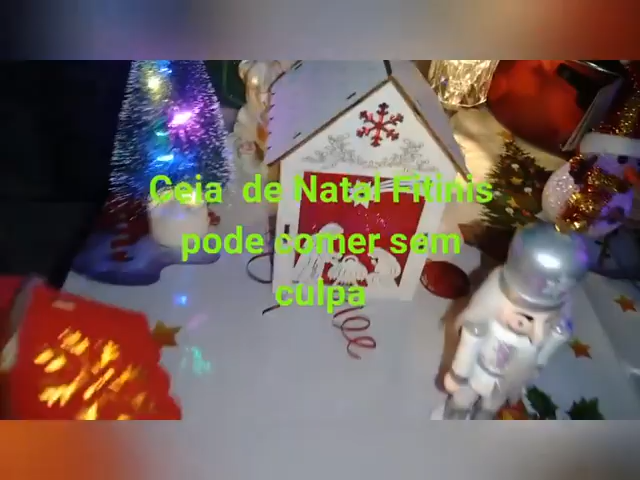 Ceia de Natal Fitinis
pode comer sem
culpa